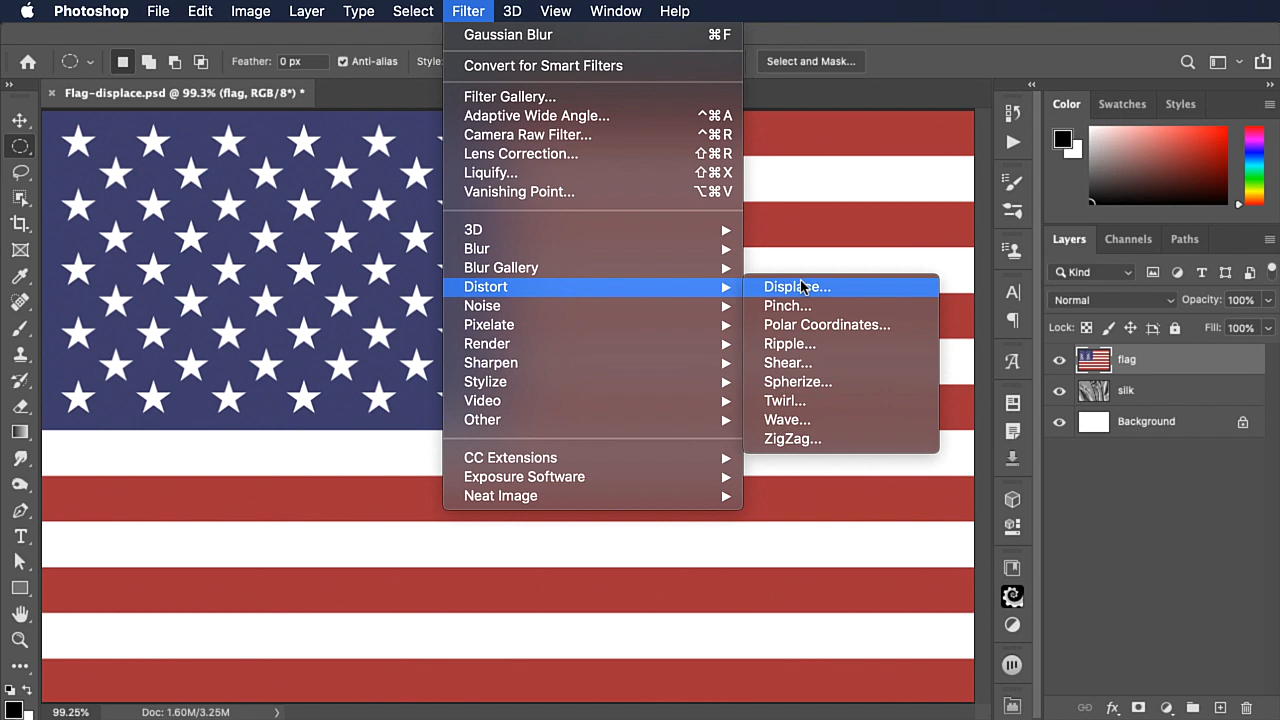 Photoshop File Edit Image Layer Type Select Filter 3D View Window Help
Feather: 0 px Anti-alias Style: Select and Mask...
Flag-displace.psd @ 99.3% (flag, RGB/8*) *
Gaussian Blur ⌘F
Convert for Smart Filters
Filter Gallery...
Adaptive Wide Angle... ^⌘A
Camera Raw Filter... ^⌘R
Lens Correction... ⇧⌘R
Liquify... ⇧⌘X
Vanishing Point... ⌥⌘V
3D
Blur
Blur Gallery
Distort
Noise
Pixelate
Render
Sharpen
Stylize
Video
Other
CC Extensions
Exposure Software
Neat Image
Displace...
Pinch...
Polar Coordinates...
Ripple...
Shear...
Spherize...
Twirl...
Wave...
ZigZag...
Color Swatches Styles
Layers Channels Paths
Kind
Normal Opacity: 100%
Lock: Fill: 100%
flag
silk
Background
99.25% Doc: 1.60M/3.25M